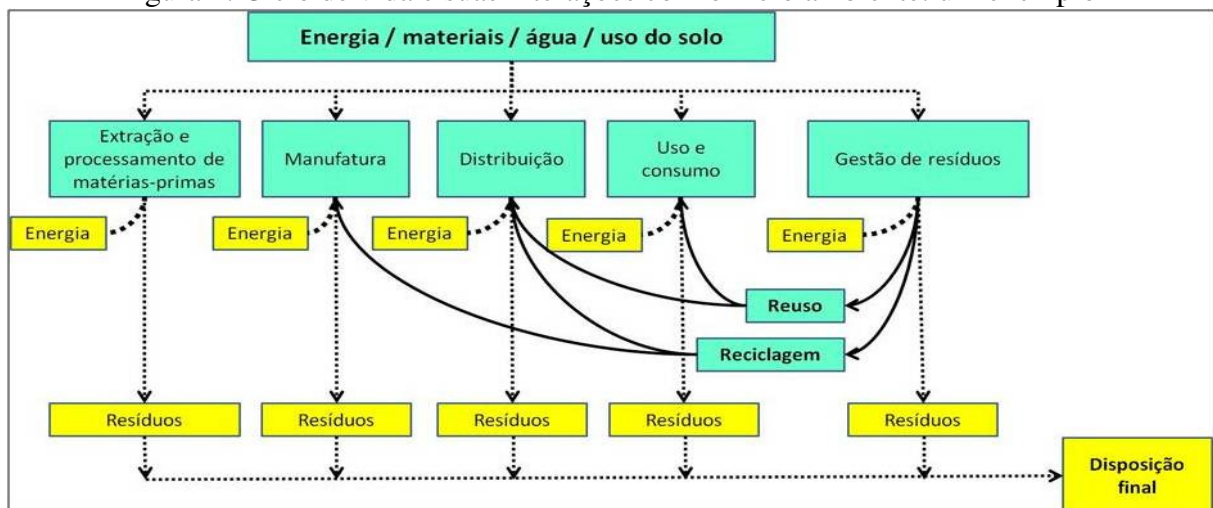 Energia / materiais / água / uso do solo
Extração e
processamento de
matérias-primas
Manufatura
Distribuição
Uso e
consumo
Gestão de resíduos
Energia
Energia
Energia
Energia
Energia
Reuso
Reciclagem
Resíduos
Resíduos
Resíduos
Resíduos
Resíduos
Disposição
final